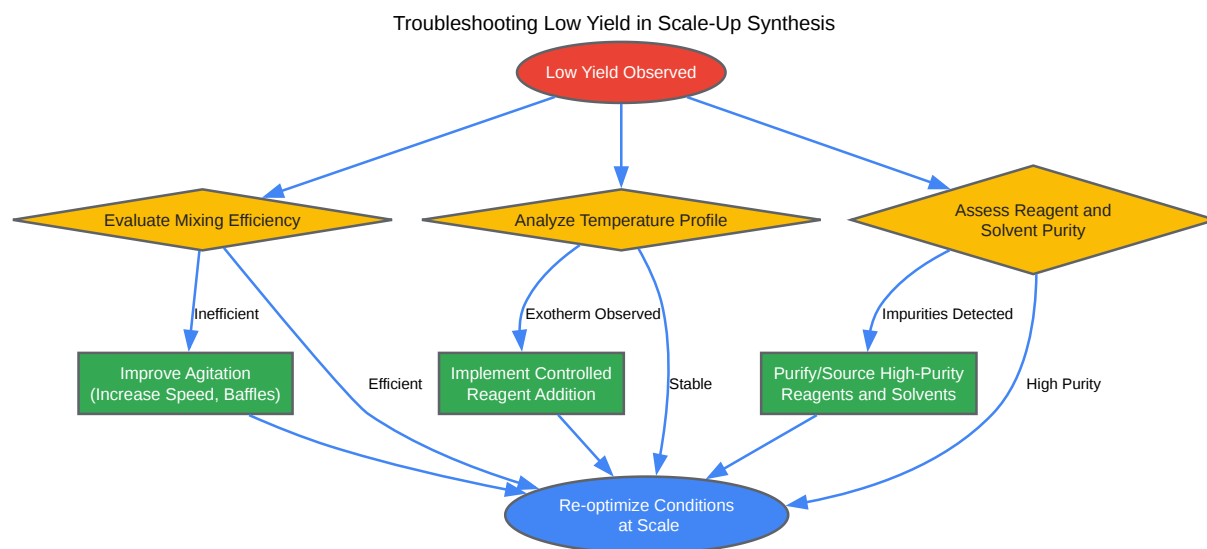 Troubleshooting Low Yield in Scale-Up Synthesis
Low Yield Observed
Evaluate Mixing Efficiency
Analyze Temperature Profile
Assess Reagent and
Solvent Purity
Inefficient
Exotherm Observed
Impurities Detected
Improve Agitation
(Increase Speed, Baffles)
Efficient
Implement Controlled
Reagent Addition
Stable
Purify/Source High-Purity
Reagents and Solvents
High Purity
Re-optimize Conditions
at Scale